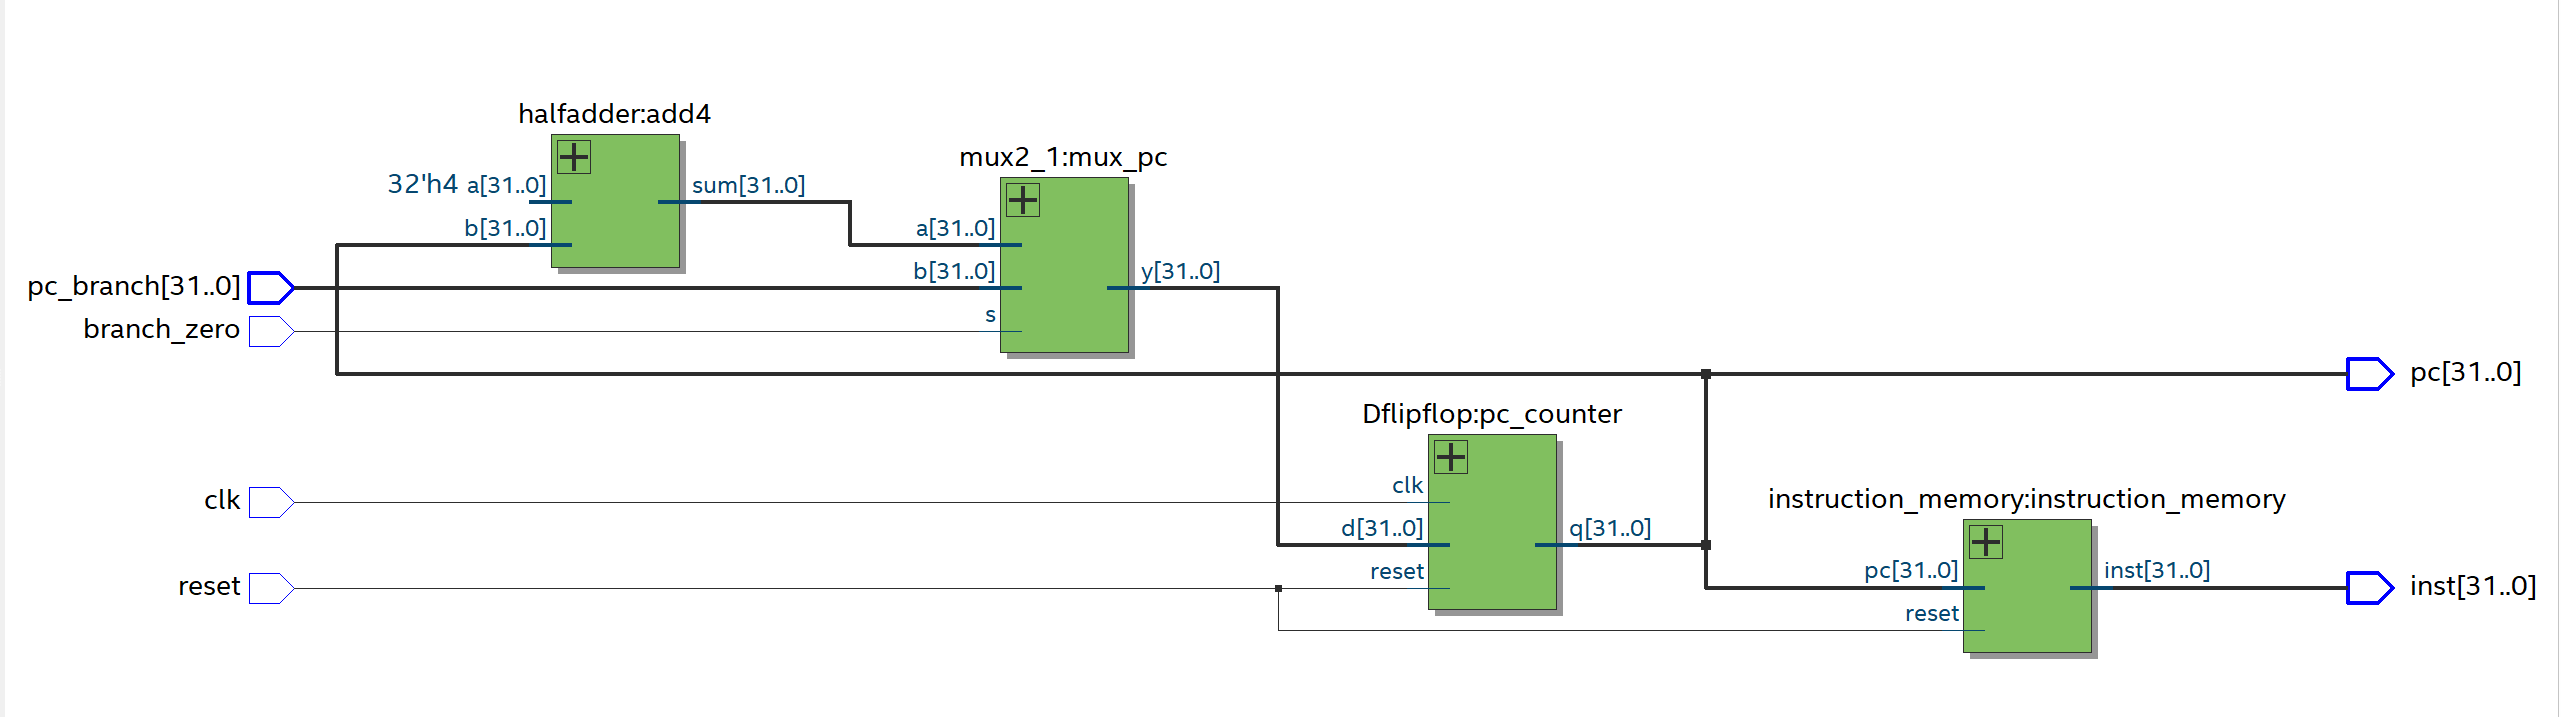 halfadder:add4
32'h4 a[31..0]
sum[31..0]
b[31..0]
mux2_1:mux_pc
a[31..0]
b[31..0]
y[31..0]
s
pc_branch[31..0]
branch_zero
pc[31..0]
Dflipflop:pc_counter
clk
clk
d[31..0]
q[31..0]
reset
reset
instruction_memory:instruction_memory
pc[31..0]
inst[31..0]
reset
inst[31..0]